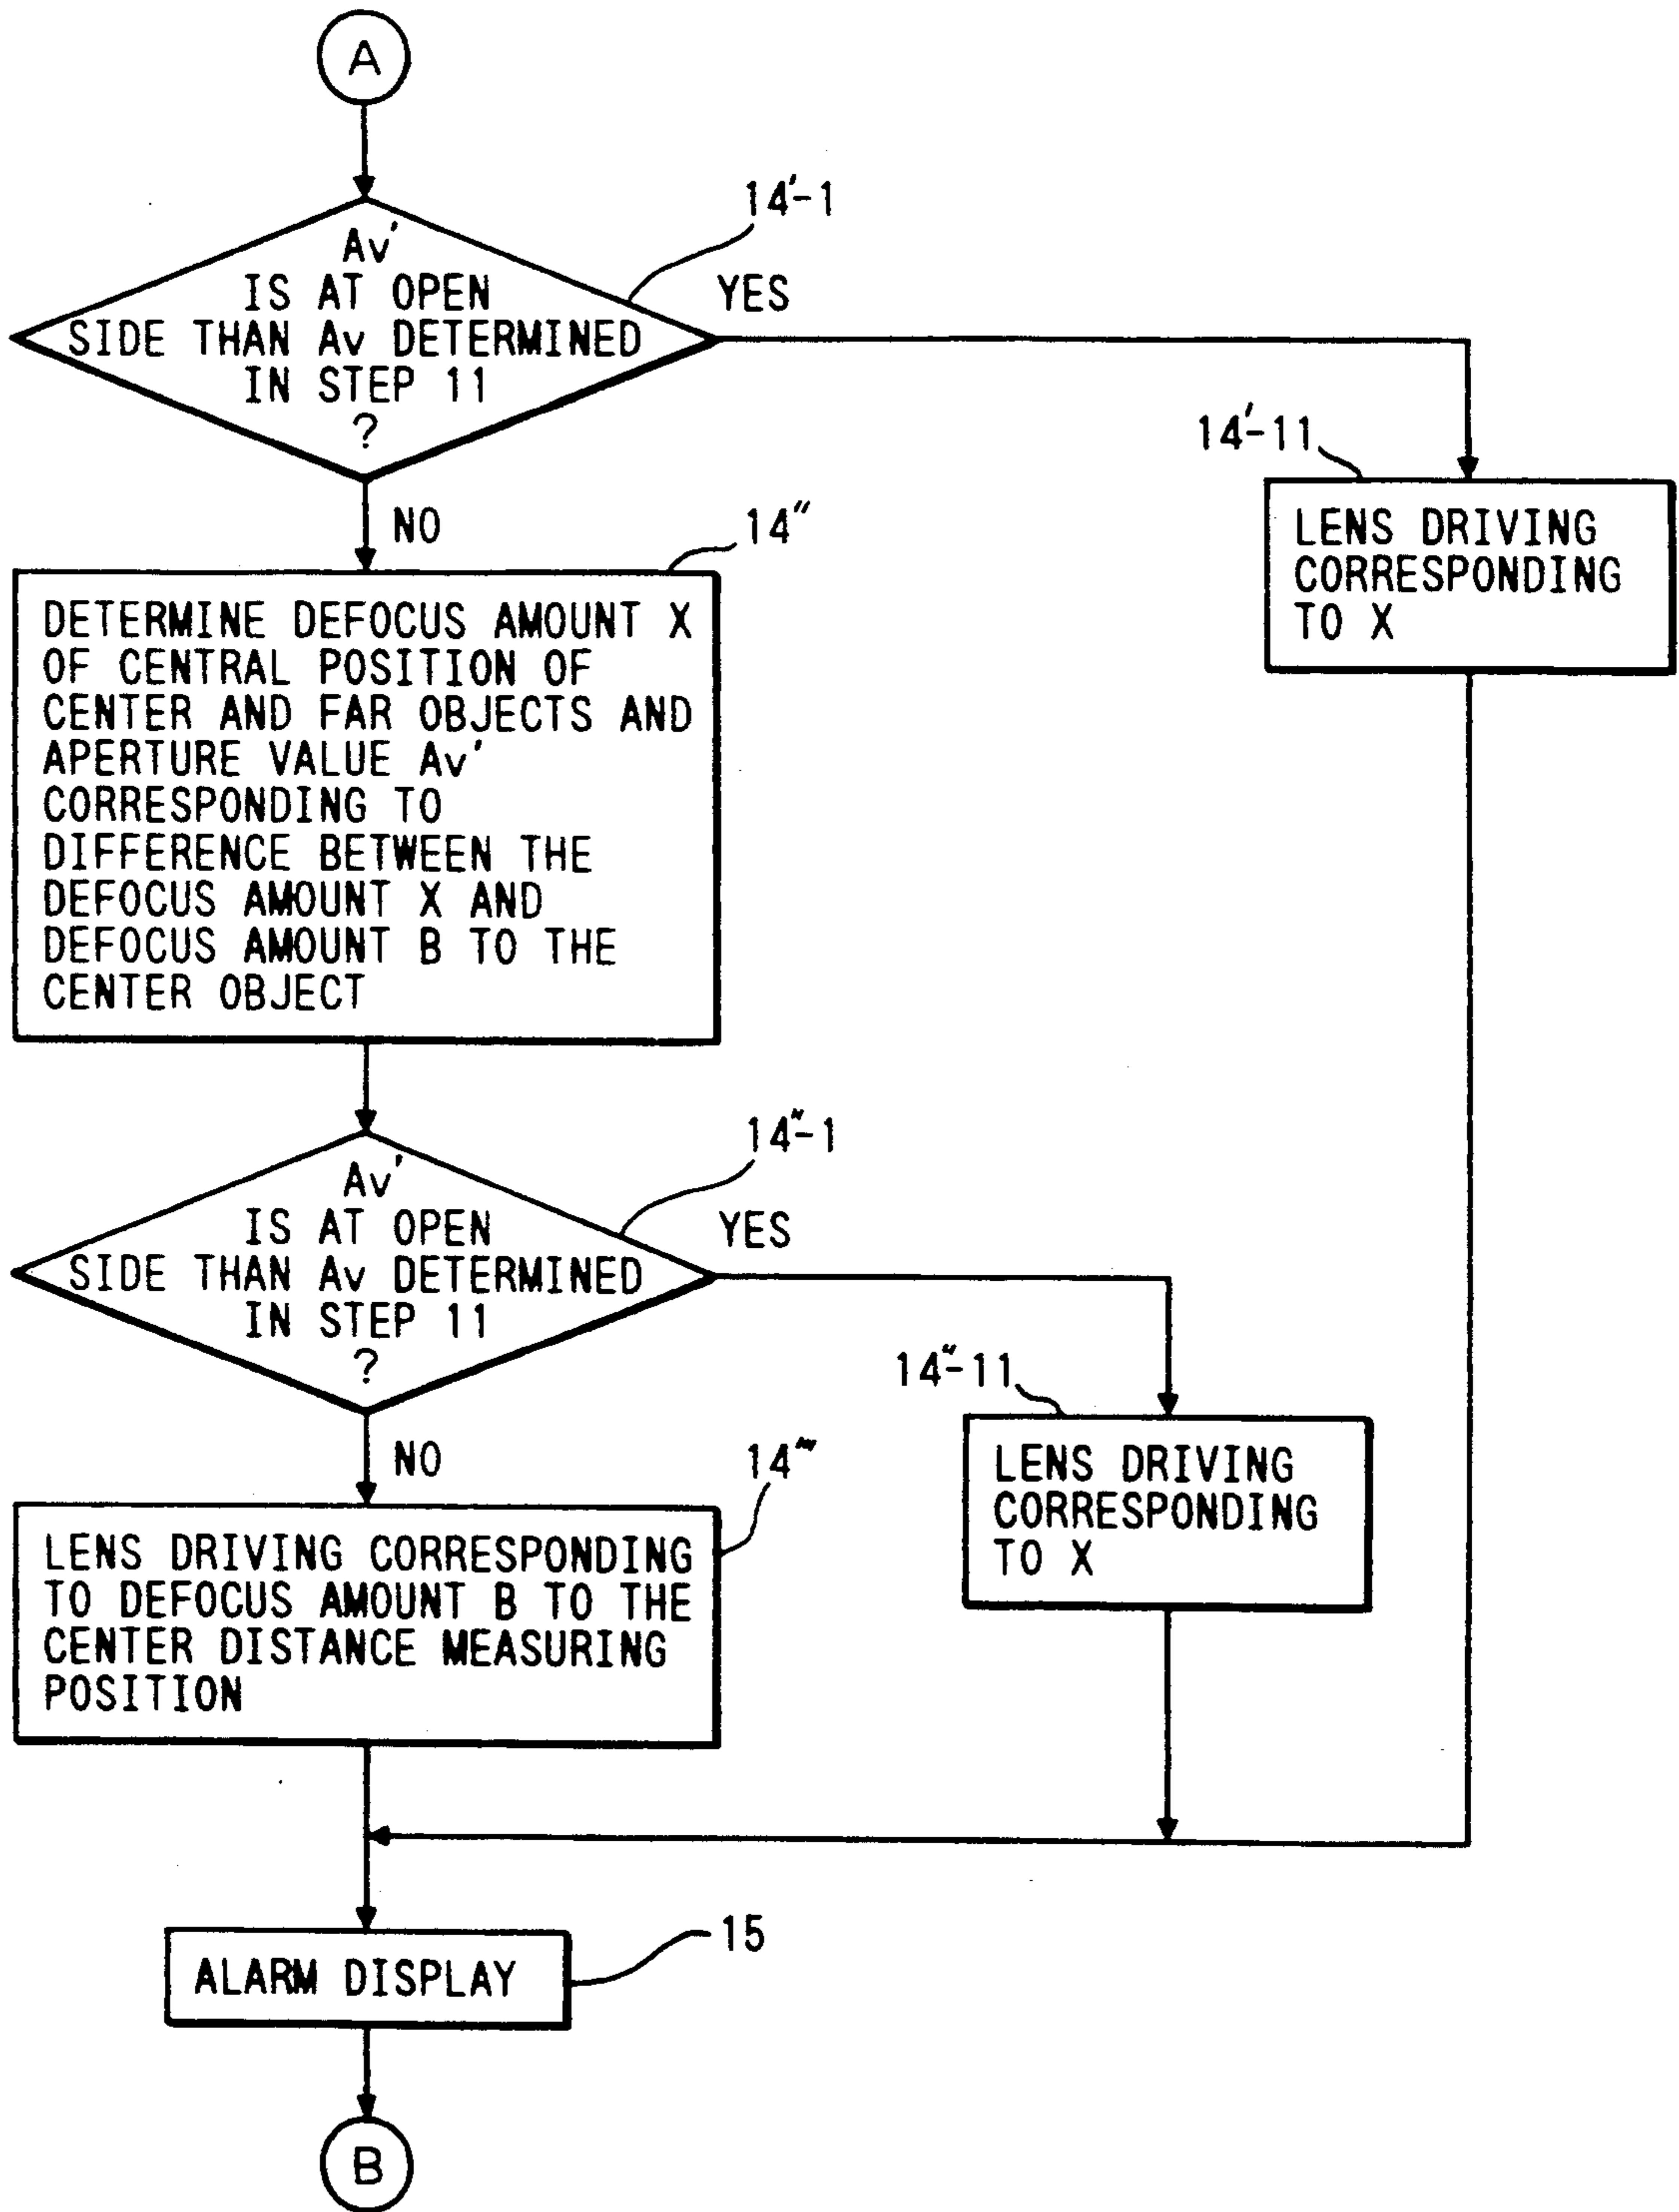 A
14'-1
Av'
IS AT OPEN
SIDE THAN Av DETERMINED
IN STEP 11
?
YES
NO
14'-11
LENS DRIVING
CORRESPONDING
TO X
14"
DETERMINE DEFOCUS AMOUNT X
OF CENTRAL POSITION OF
CENTER AND FAR OBJECTS AND
APERTURE VALUE Av'
CORRESPONDING TO
DIFFERENCE BETWEEN THE
DEFOCUS AMOUNT X AND
DEFOCUS AMOUNT B TO THE
CENTER OBJECT
14"-1
Av'
IS AT OPEN
SIDE THAN Av DETERMINED
IN STEP 11
?
YES
NO
14"-11
LENS DRIVING
CORRESPONDING
TO X
14"'
LENS DRIVING CORRESPONDING
TO DEFOCUS AMOUNT B TO THE
CENTER DISTANCE MEASURING
POSITION
15
ALARM DISPLAY
B